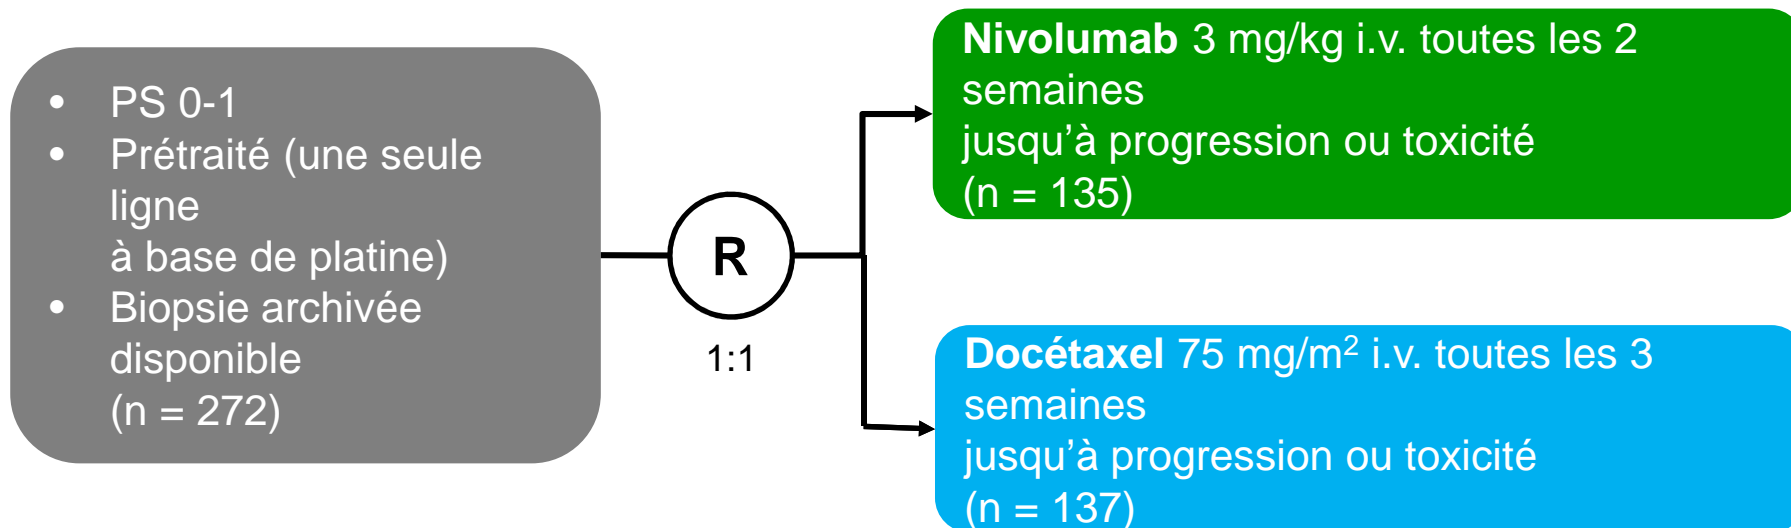 • PS 0-1
• Prétraité (une seule
ligne
à base de platine)
• Biopsie archivée
disponible
(n = 272)
R
1:1
Nivolumab 3 mg/kg i.v. toutes les 2
semaines
jusqu’à progression ou toxicité
(n = 135)
Docétaxel 75 mg/m² i.v. toutes les 3
semaines
jusqu’à progression ou toxicité
(n = 137)